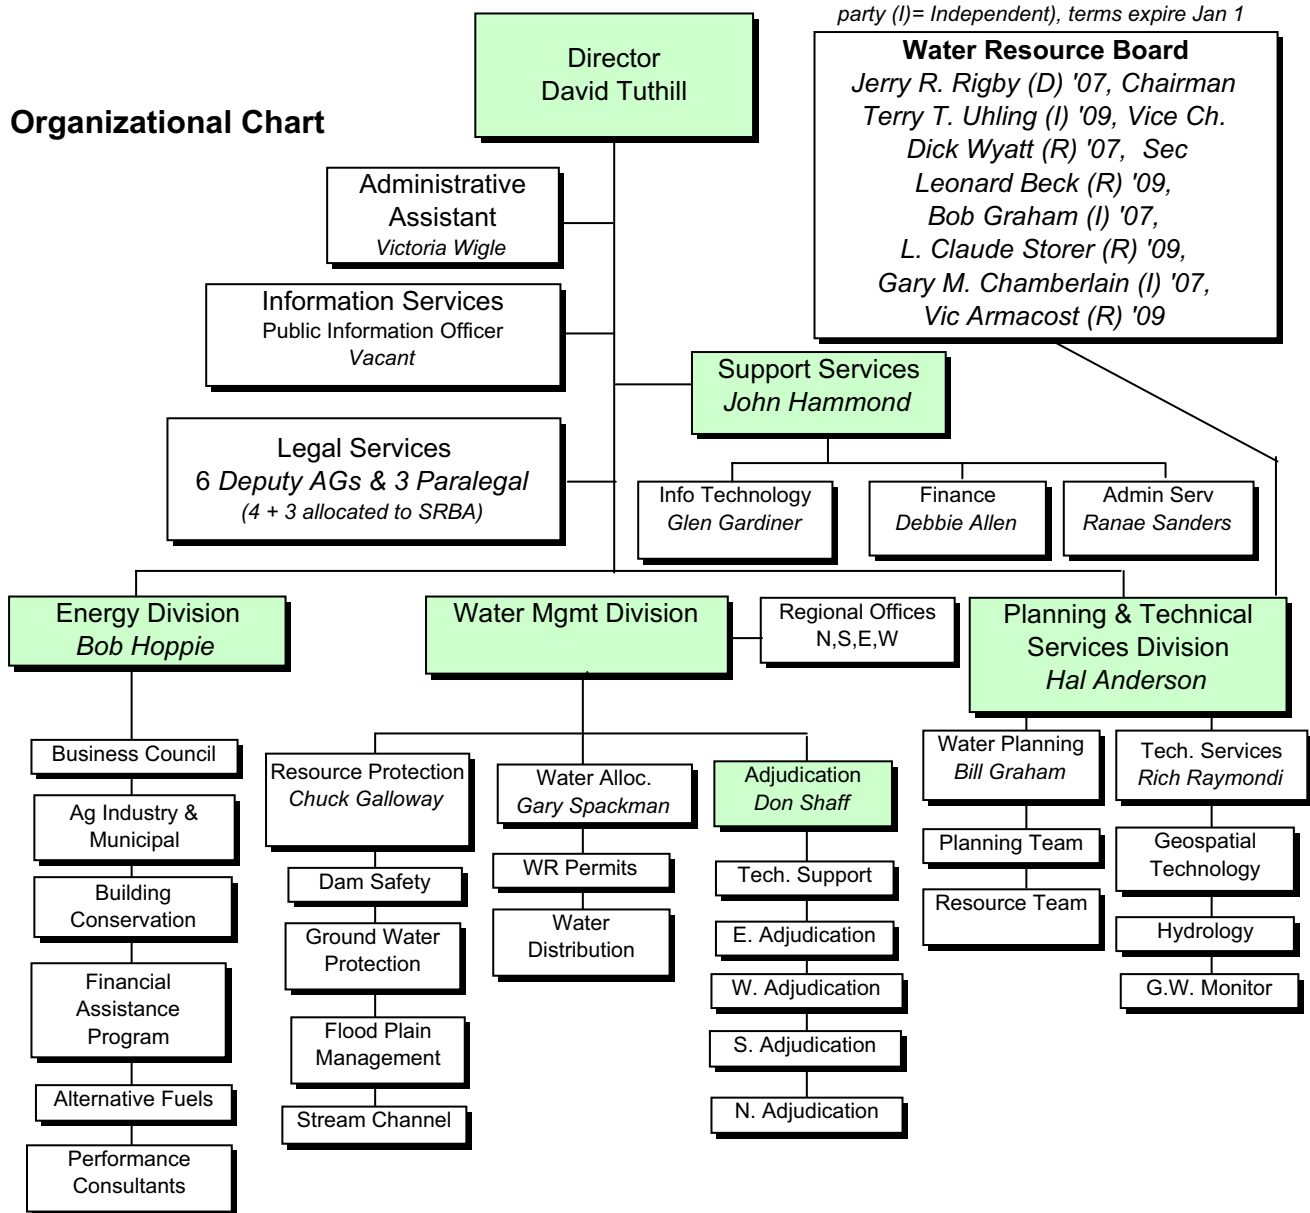 party (I)= Independent), terms expire Jan 1
Director
David Tuthill
Water Resource Board
Jerry R. Rigby (D) '07, Chairman
Terry T. Uhling (I) '09, Vice Ch.
Dick Wyatt (R) '07, Sec
Leonard Beck (R) '09,
Bob Graham (I) '07,
L. Claude Storer (R) '09,
Gary M. Chamberlain (I) '07,
Vic Armacost (R) '09
Organizational Chart
Administrative
Assistant
Victoria Wigle
Information Services
Public Information Officer
Vacant
Support Services
John Hammond
Legal Services
6 Deputy AGs & 3 Paralegal
(4 + 3 allocated to SRBA)
Info Technology
Glen Gardiner
Finance
Debbie Allen
Admin Serv
Ranae Sanders
Energy Division
Bob Hoppie
Water Mgmt Division
Regional Offices
N,S,E,W
Planning & Technical
Services Division
Hal Anderson
Business Council
Ag Industry &
Municipal
Building
Conservation
Financial
Assistance
Program
Alternative Fuels
Performance
Consultants
Resource Protection
Chuck Galloway
Dam Safety
Ground Water
Protection
Flood Plain
Management
Stream Channel
Water Alloc.
Gary Spackman
WR Permits
Water
Distribution
Adjudication
Don Shaff
Tech. Support
E. Adjudication
W. Adjudication
S. Adjudication
N. Adjudication
Water Planning
Bill Graham
Planning Team
Resource Team
Tech. Services
Rich Raymondi
Geospatial
Technology
Hydrology
G.W. Monitor